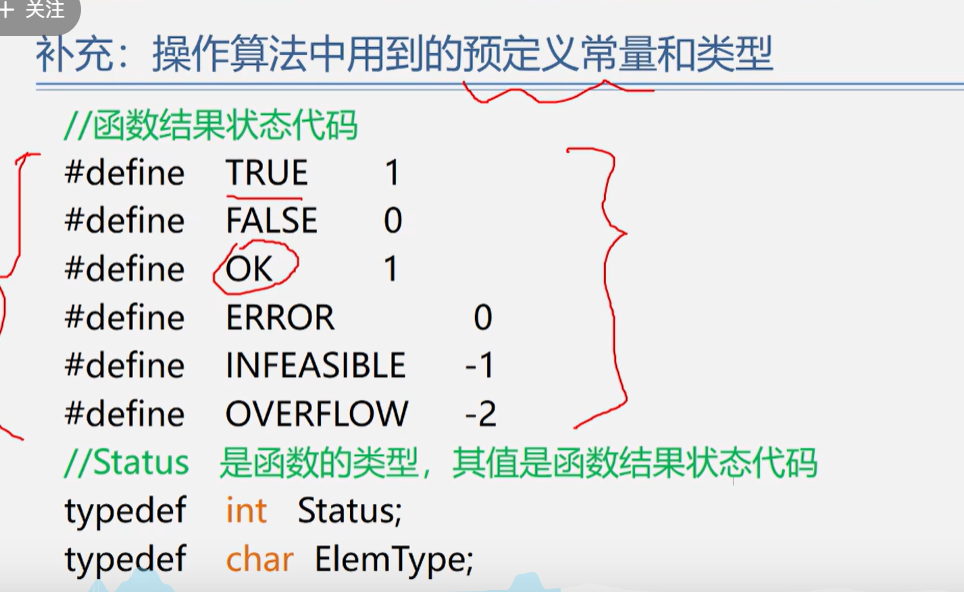 + 关注
补充：操作算法中用到的预定义常量和类型
//函数结果状态代码
#define TRUE 1
#define FALSE 0
#define OK 1
#define ERROR 0
#define INFEASIBLE -1
#define OVERFLOW -2
//Status 是函数的类型，其值是函数结果状态代码
typedef int Status;
typedef char ElemType;